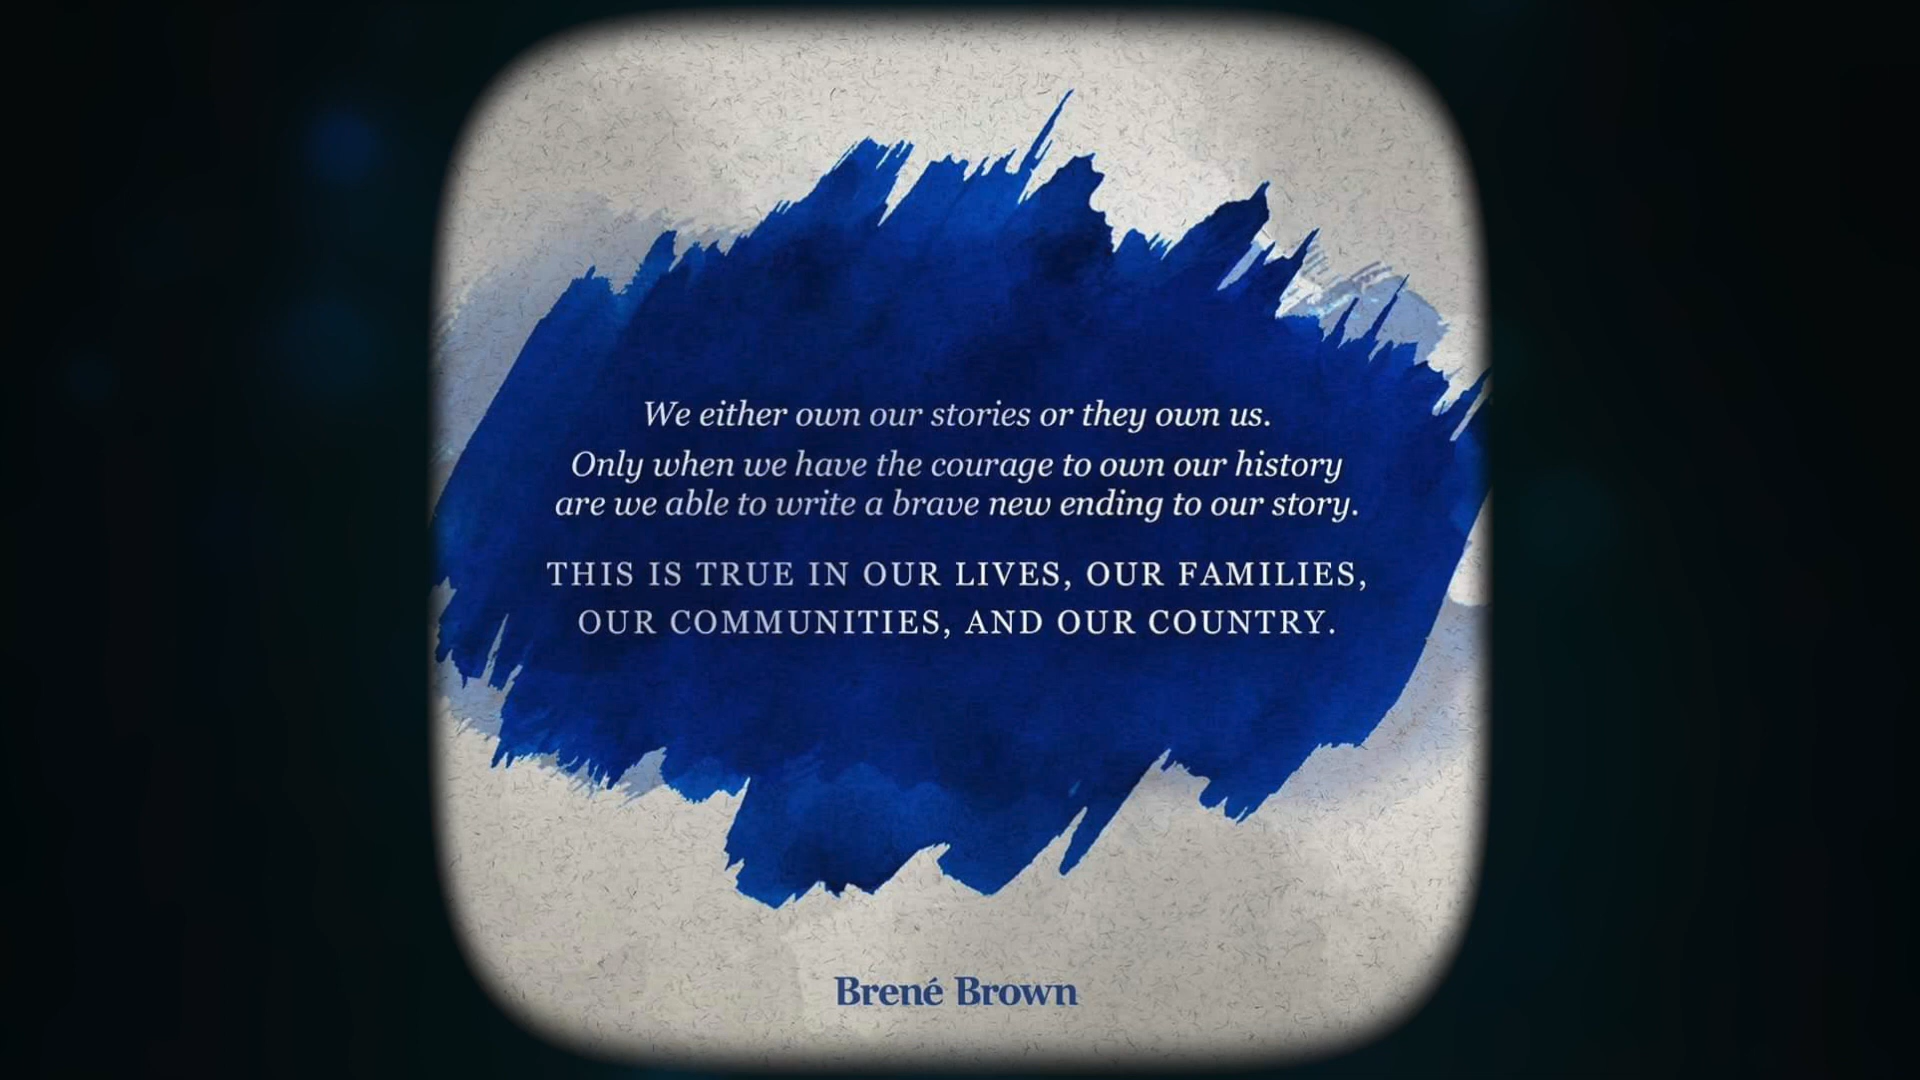 We either own our stories or they own us.
Only when we have the courage to own our history
are we able to write a brave new ending to our story.
THIS IS TRUE IN OUR LIVES, OUR FAMILIES,
OUR COMMUNITIES, AND OUR COUNTRY.
Brené Brown